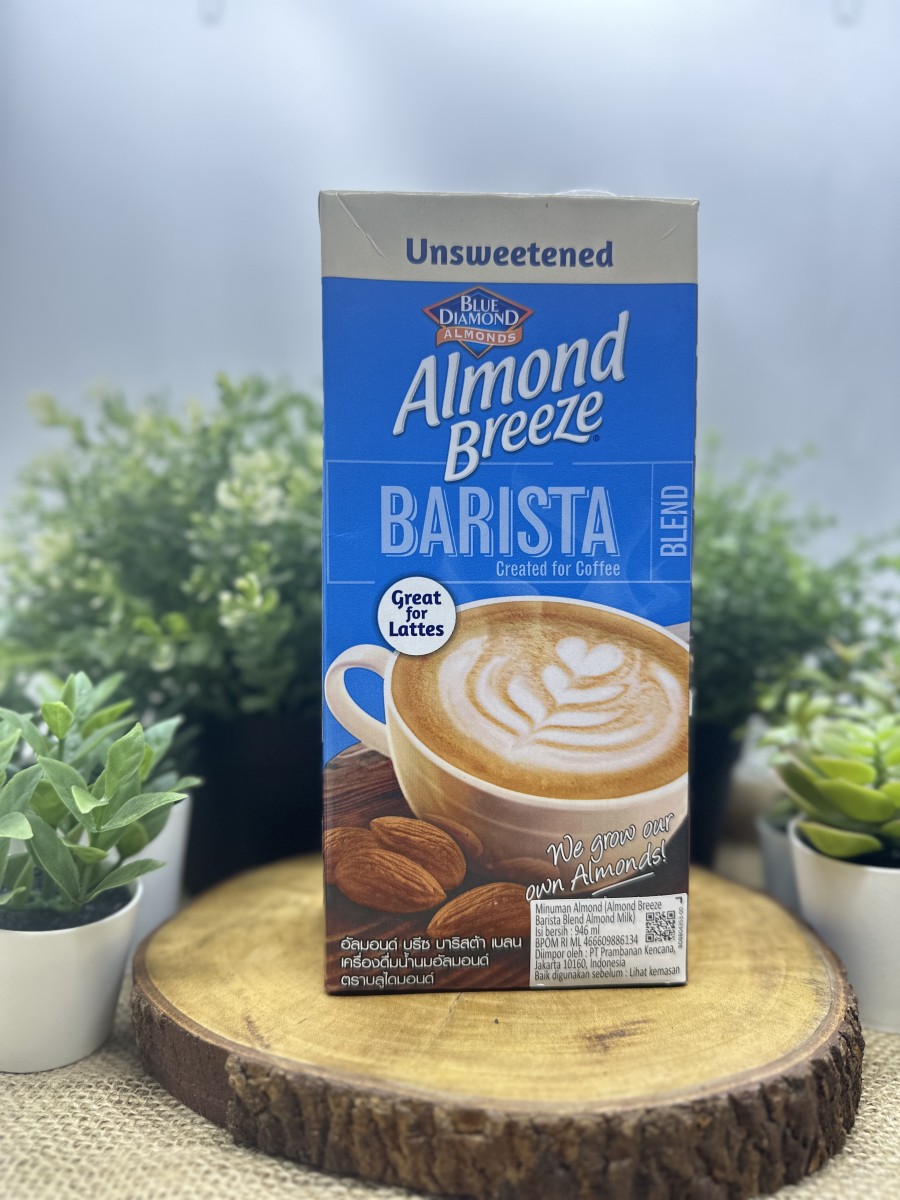 Unsweetened
BLUE
DIAMOND
ALMONDS
Almond
Breeze®
BARISTA
BLEND
Created for Coffee
Great
for
Lattes
We grow our
own Almonds!
อัลมอนด์ บรีซ บาริสต้า เบลน
เครื่องดื่มน้ำนมอัลมอนด์
ตราบลูไดมอนด์
Minuman Almond (Almond Breeze
Barista Blend Almond Milk)
Isi bersih : 946 ml
BPOM RI ML 466609886134
Diimpor oleh : PT Prambanan Kencana,
Jakarta 10160, Indonesia
Baik digunakan sebelum : Lihat kemasan